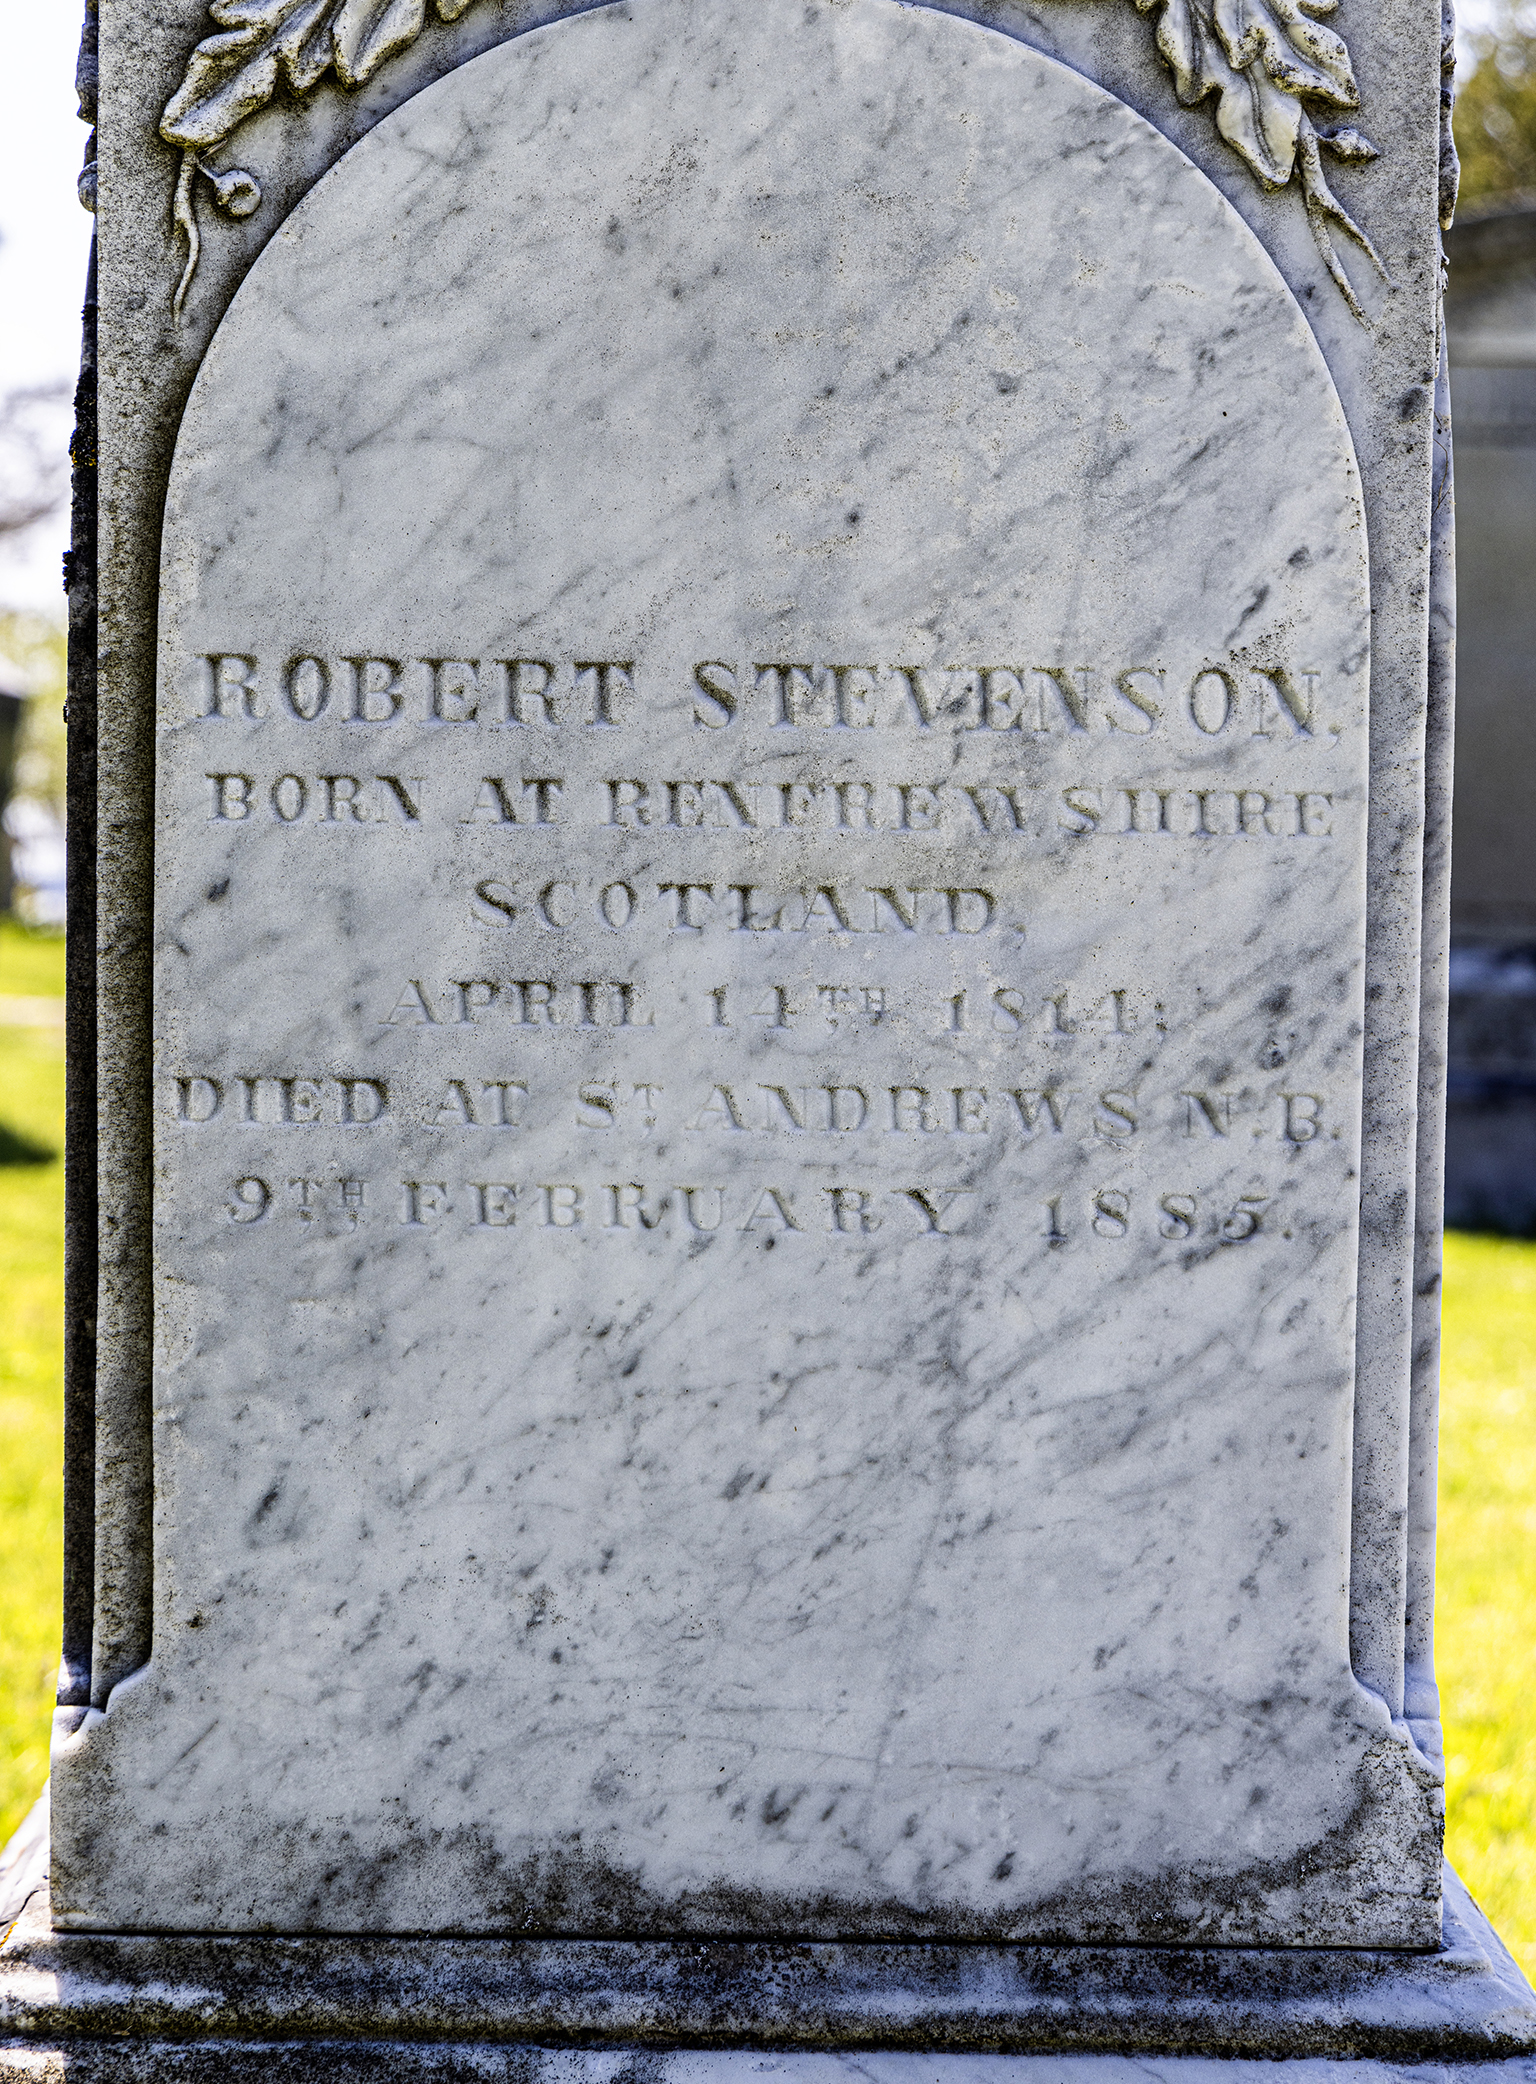 ROBERT STEVENSON,
BORN AT RENFREWSHIRE
SCOTLAND,
APRIL 14TH 1814;
DIED AT ST. ANDREWS N.B.
9TH FEBRUARY 1885.